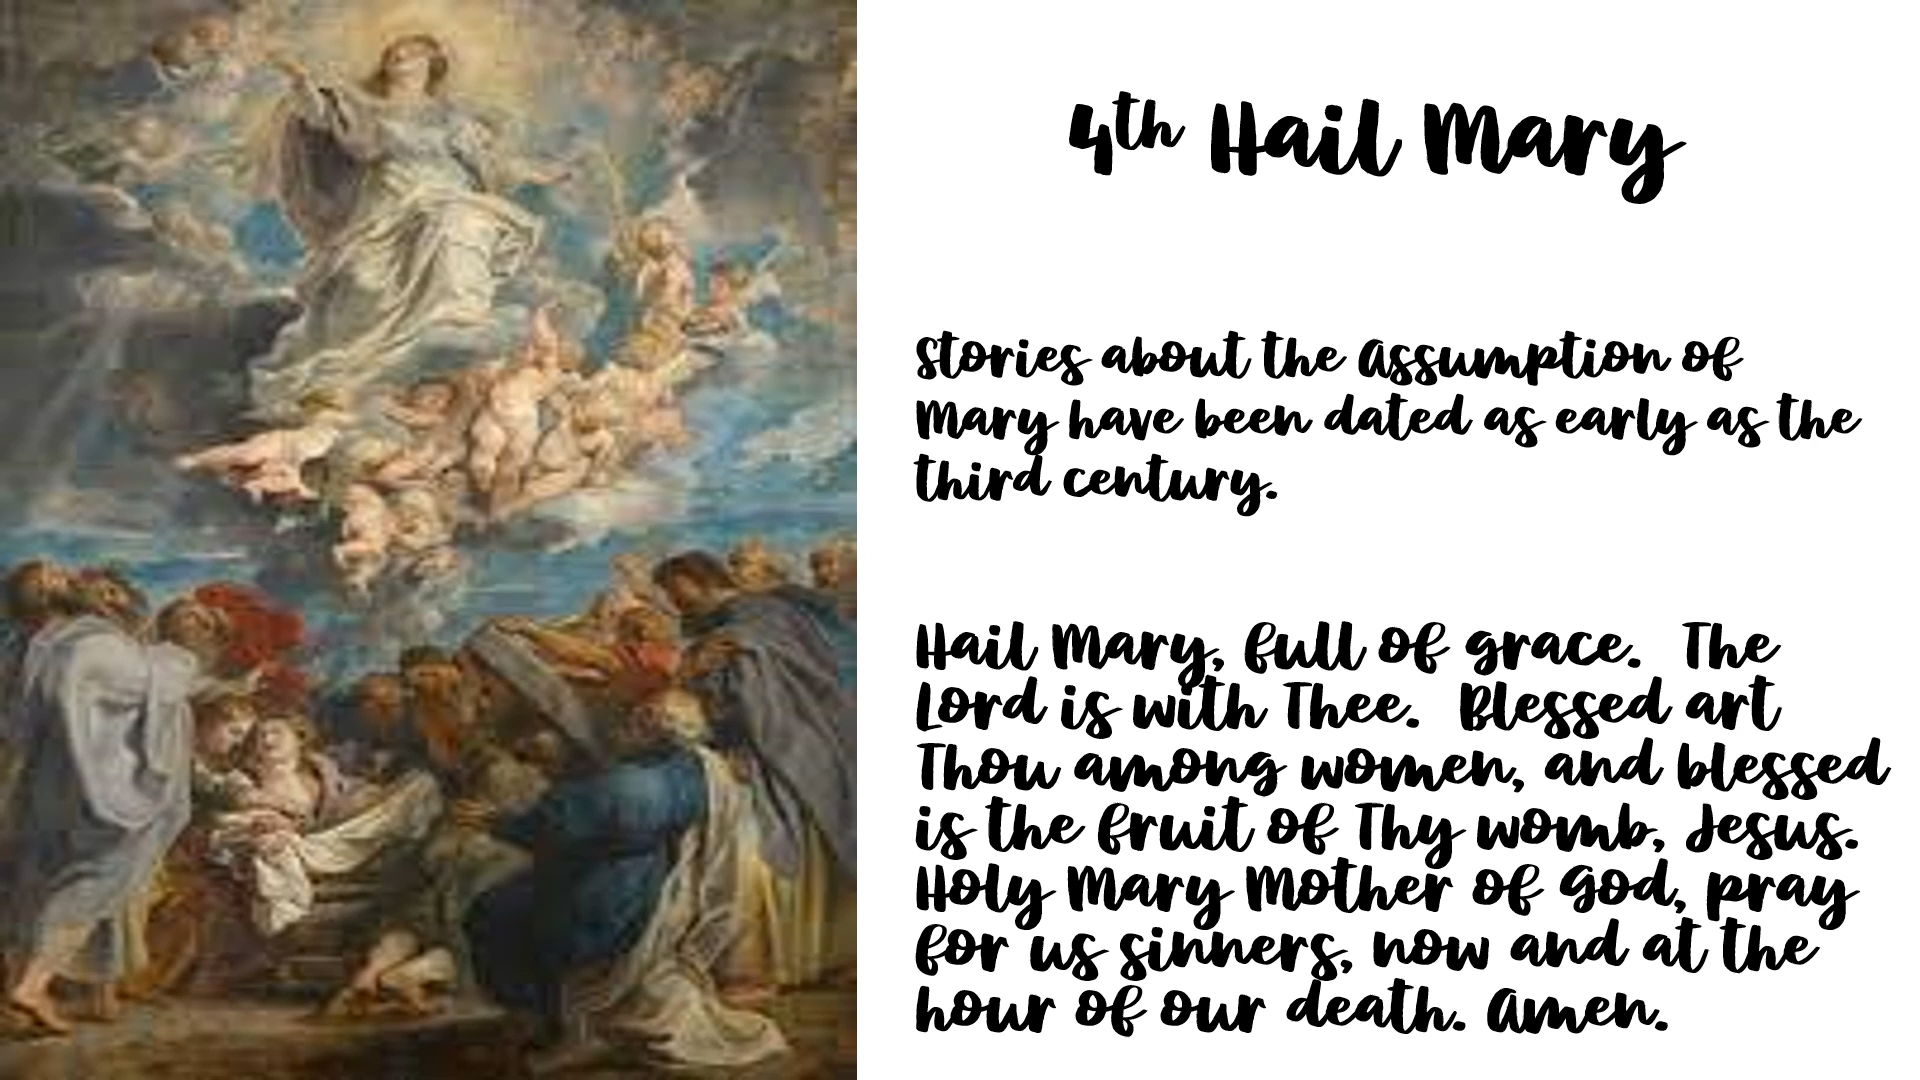 4th Hail Mary
Stories about the Assumption of
Mary have been dated as early as the
third century.
Hail Mary, full of grace.  The
Lord is with Thee.  Blessed art
Thou among women, and blessed
is the fruit of Thy womb, Jesus.
Holy Mary Mother of God, pray
for us sinners, now and at the
hour of our death. Amen.